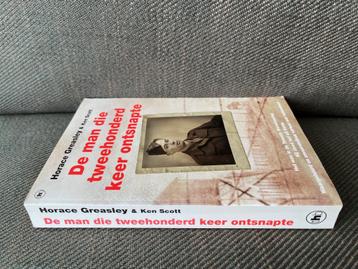 Horace Greasley & Ken Scott
De man die
tweehonderd
keer ontsnapte
Horace Greasley & Ken Scott
De man die tweehonderd keer ontsnapte